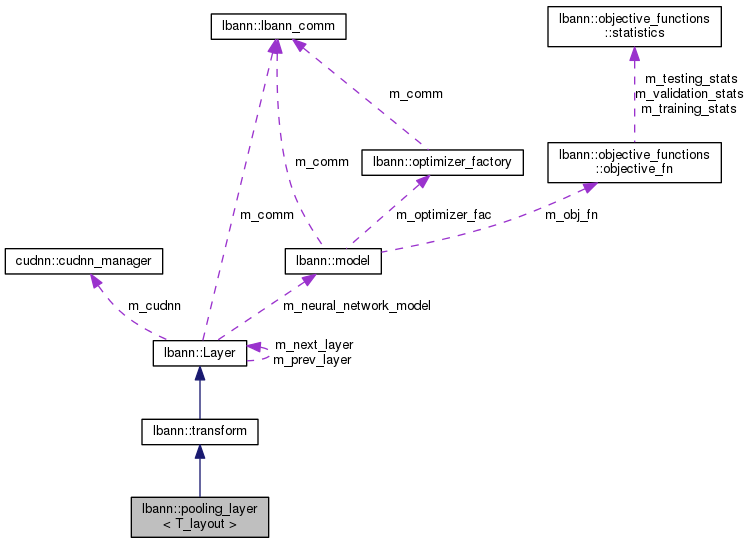 lbann::lbann_comm
lbann::objective_functions
::statistics
m_testing_stats
m_validation_stats
m_training_stats
m_comm
lbann::optimizer_factory
lbann::objective_functions
::objective_fn
m_comm
m_comm
m_optimizer_fac
m_obj_fn
cudnn::cudnn_manager
lbann::model
m_cudnn
m_neural_network_model
lbann::Layer
m_next_layer
m_prev_layer
lbann::transform
lbann::pooling_layer
< T_layout >